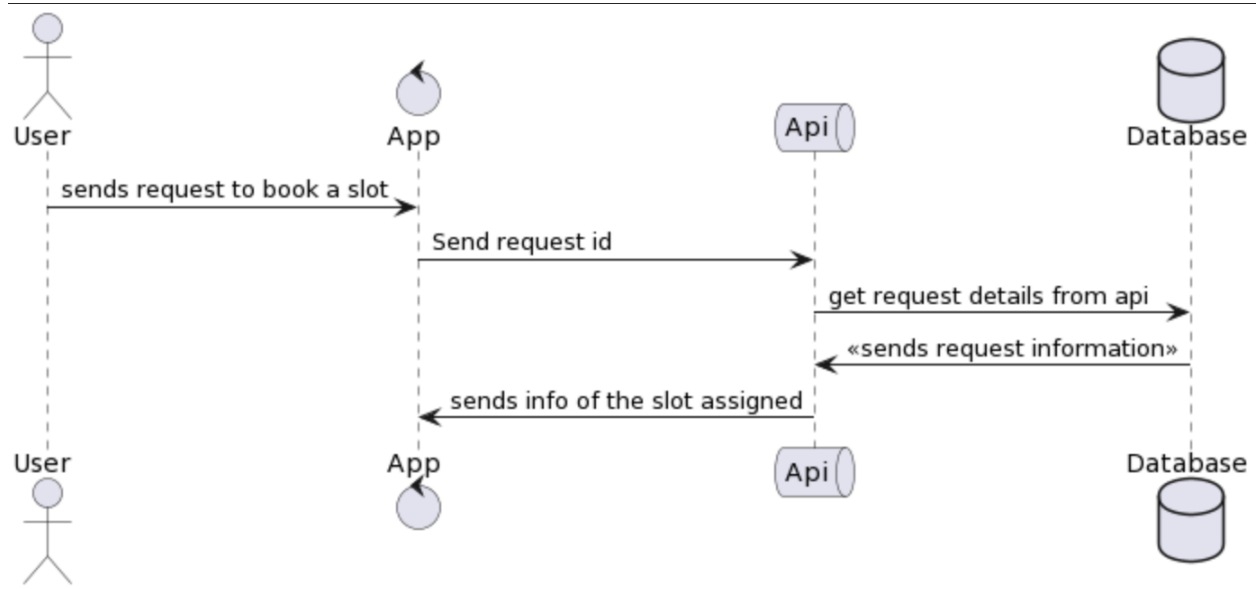 User
App
Api
Database
sends request to book a slot
Send request id
get request details from api
«sends request information»
sends info of the slot assigned
User
App
Api
Database